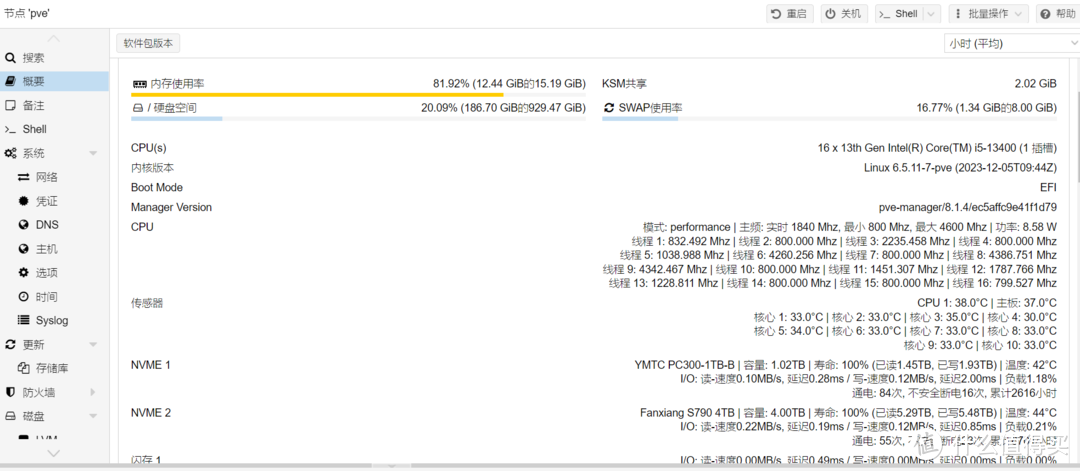 节点 'pve'
重启
关机
Shell
批量操作
帮助
搜索
概要
备注
Shell
系统
网络
凭证
DNS
主机
选项
时间
Syslog
更新
存储库
防火墙
磁盘
LVM
软件包版本
小时 (平均)
内存使用率 81.92% (12.44 GiB的15.19 GiB)
KSM共享 2.02 GiB
/ 硬盘空间 20.09% (186.70 GiB的929.47 GiB)
SWAP使用率 16.77% (1.34 GiB的8.00 GiB)
CPU(s) 16 x 13th Gen Intel(R) Core(TM) i5-13400 (1 插槽)
内核版本 Linux 6.5.11-7-pve (2023-12-05T09:44Z)
Boot Mode EFI
Manager Version pve-manager/8.1.4/ec5affc9e41f1d79
CPU 模式: performance | 主频: 实时 1840 Mhz, 最小 800 Mhz, 最大 4600 Mhz | 功率: 8.58 W
线程 1: 832.492 Mhz | 线程 2: 800.000 Mhz | 线程 3: 2235.458 Mhz | 线程 4: 800.000 Mhz
线程 5: 1038.988 Mhz | 线程 6: 4260.256 Mhz | 线程 7: 800.000 Mhz | 线程 8: 4386.751 Mhz
线程 9: 4342.467 Mhz | 线程 10: 800.000 Mhz | 线程 11: 1451.307 Mhz | 线程 12: 1787.766 Mhz
线程 13: 1228.811 Mhz | 线程 14: 800.000 Mhz | 线程 15: 800.000 Mhz | 线程 16: 799.527 Mhz
传感器 CPU 1: 38.0°C | 主板: 37.0°C
核心 1: 33.0°C | 核心 2: 33.0°C | 核心 3: 35.0°C | 核心 4: 30.0°C
核心 5: 34.0°C | 核心 6: 33.0°C | 核心 7: 33.0°C | 核心 8: 33.0°C
核心 9: 33.0°C | 核心 10: 33.0°C
NVME 1 YMTC PC300-1TB-B | 容量: 1.02TB | 寿命: 100% (已读1.45TB, 已写1.93TB) | 温度: 42°C
I/O: 读-速度0.10MB/s, 延迟0.28ms / 写-速度0.12MB/s, 延迟2.00ms | 负载1.18%
通电: 84次, 不安全断电16次, 累计2616小时
NVME 2 Fanxiang S790 4TB | 容量: 4.00TB | 寿命: 100% (已读5.29TB, 已写5.48TB) | 温度: 44°C
I/O: 读-速度0.22MB/s, 延迟0.19ms / 写-速度0.12MB/s, 延迟0.85ms | 负载0.21%
通电: 55次,
闪存 1 I/O: 读-速度0.00MB/s, 延迟0.49ms / 写-速度0.00MB/s, 延迟0.00ms | 负载0.00%
值 什么值得买